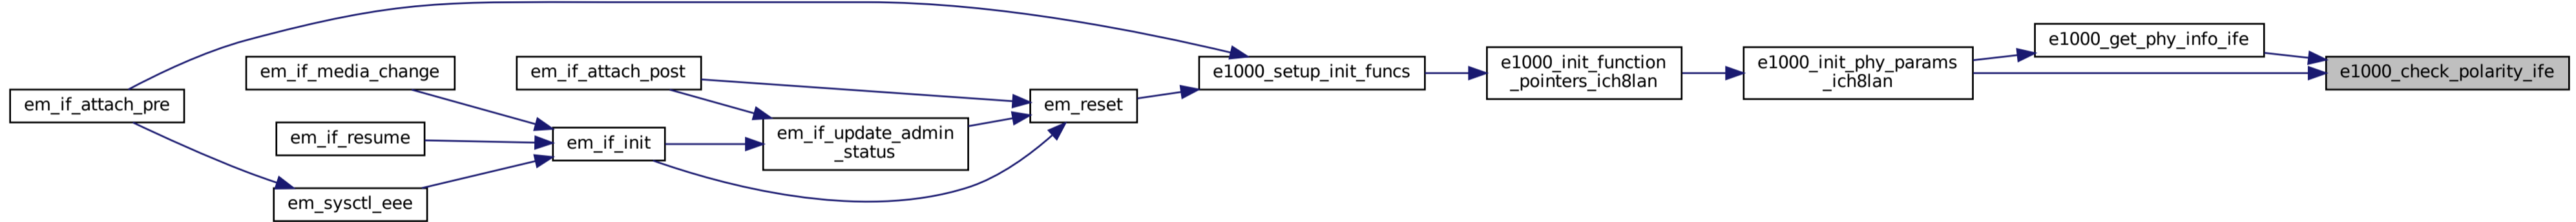 em_if_attach_pre
em_if_media_change
em_if_resume
em_sysctl_eee
em_if_attach_post
em_if_init
em_if_update_admin
_status
em_reset
e1000_setup_init_funcs
e1000_init_function
_pointers_ich8lan
e1000_init_phy_params
_ich8lan
e1000_get_phy_info_ife
e1000_check_polarity_ife